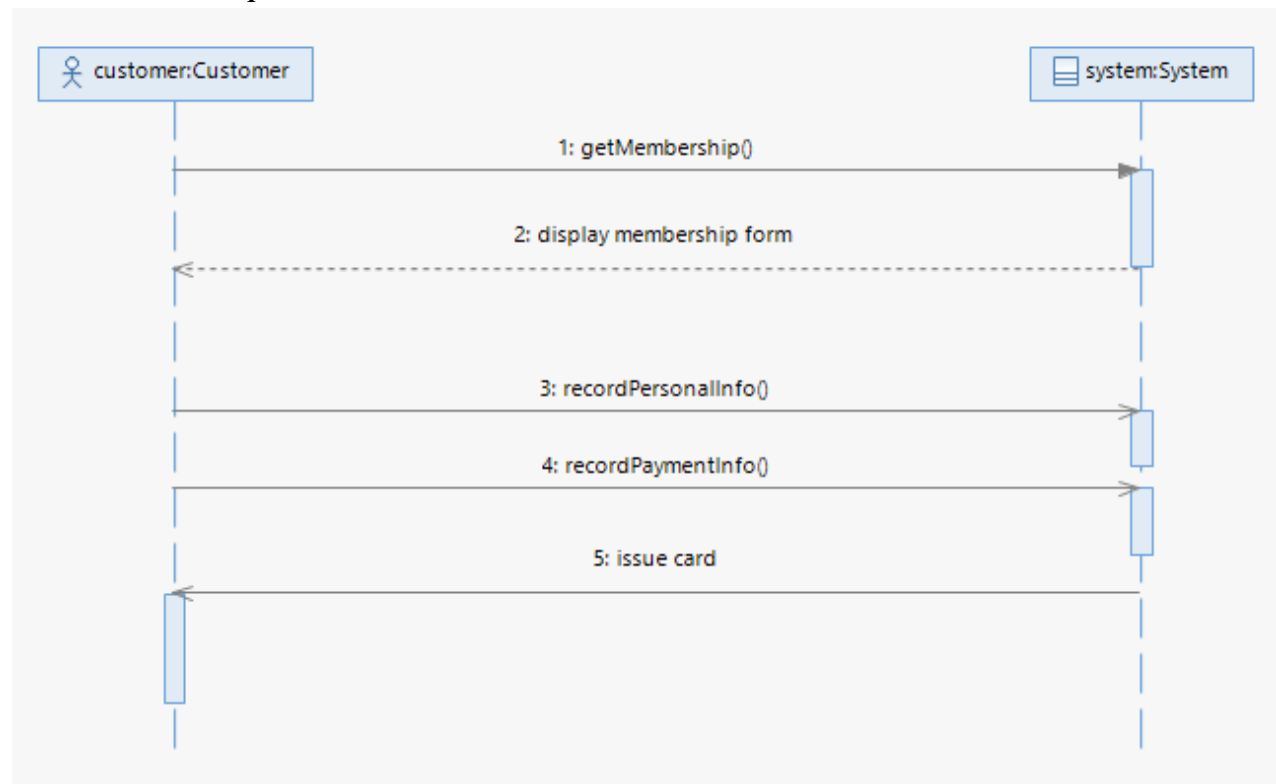 customer:Customer
system:System
1: getMembership()
2: display membership form
3: recordPersonalInfo()
4: recordPaymentInfo()
5: issue card